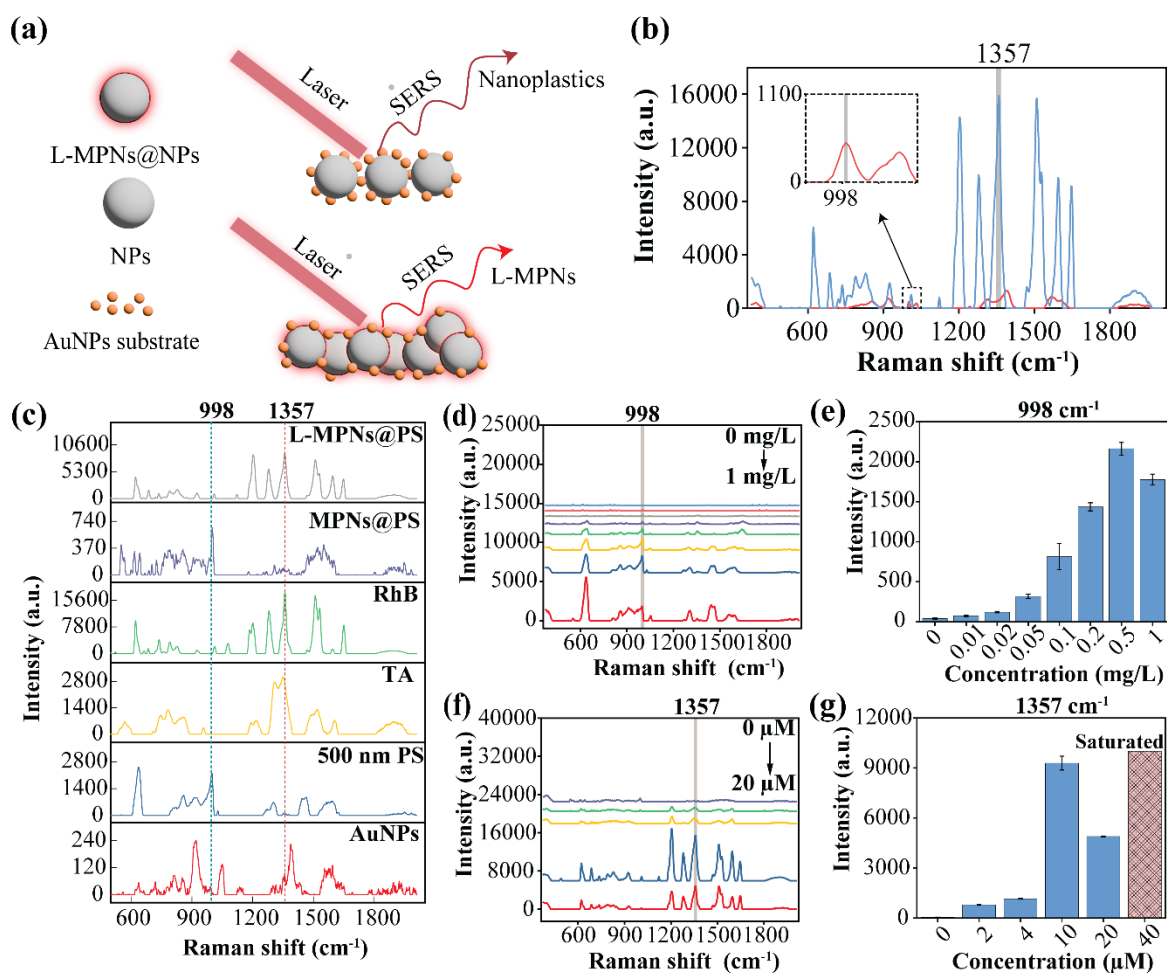 (a)
L-MPNs@NPs
NPs
AuNPs substrate
Laser
SERS
Nanoplastics
Laser
SERS
L-MPNs
(b)
1357
16000
12000
8000
4000
0
Intensity (a.u.)
1100
0
998
600 900 1200 1500 1800
Raman shift (cm⁻¹)
(c)
998 1357
L-MPNs@PS
10600
5300
0
MPNs@PS
740
370
0
RhB
15600
7800
0
TA
2800
1400
0
500 nm PS
2800
1400
0
AuNPs
240
120
0
Intensity (a.u.)
900 1200 1500 1800
600
Raman shift (cm⁻¹)
(d)
998
25000
20000
15000
10000
5000
0
Intensity (a.u.)
0 mg/L
1 mg/L
600 900 1200 1500 1800
Raman shift (cm⁻¹)
(e)
998 cm⁻¹
2500
2000
1500
1000
500
0
Intensity (a.u.)
0 0.01 0.02 0.05 0.1 0.2 0.5 1
Concentration (mg/L)
(f)
1357
40000
32000
24000
16000
8000
0
Intensity (a.u.)
0 μM
20 μM
600 900 1200 1500 1800
Raman shift (cm⁻¹)
(g)
1357 cm⁻¹
12000
9000
6000
3000
0
Intensity (a.u.)
Saturated
0 2 4 10 20 40
Concentration (μM)